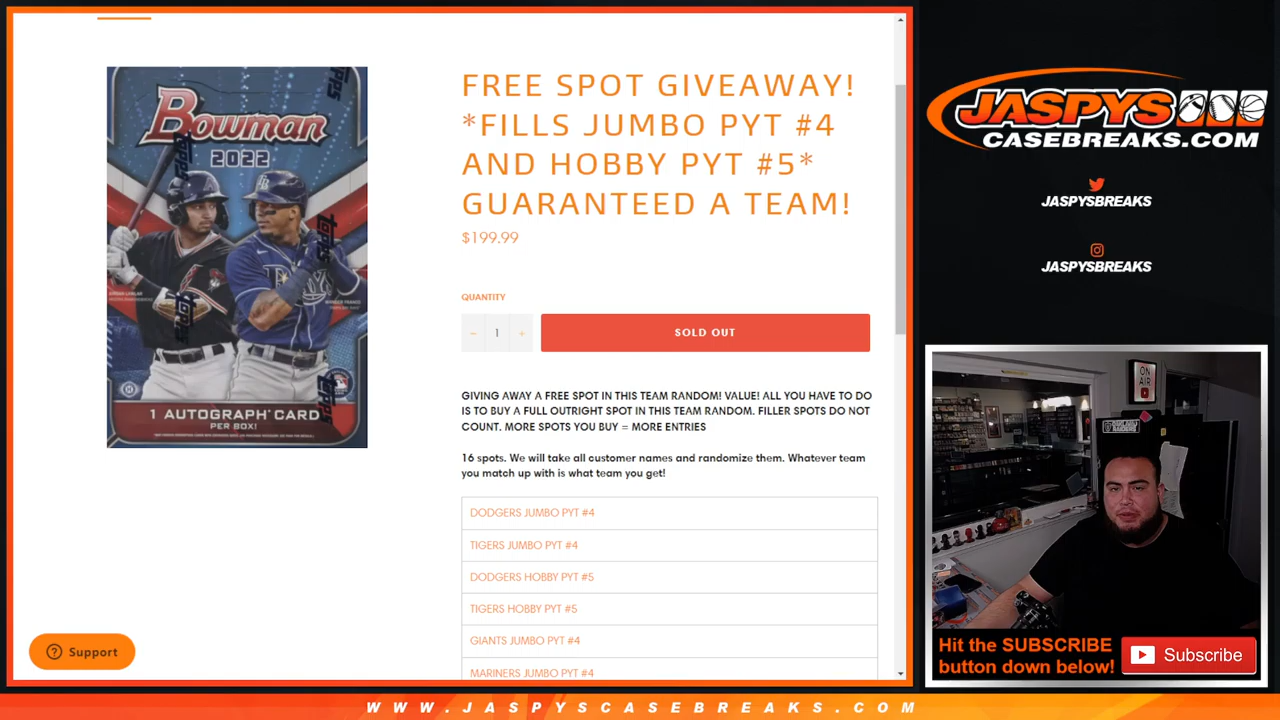 FREE SPOT GIVEAWAY!
*FILLS JUMBO PYT #4
AND HOBBY PYT #5*
GUARANTEED A TEAM!
$199.99
QUANTITY
− 1 +
SOLD OUT
GIVING AWAY A FREE SPOT IN THIS TEAM RANDOM! VALUE! ALL YOU HAVE TO DO
IS TO BUY A FULL OUTRIGHT SPOT IN THIS TEAM RANDOM. FILLER SPOTS DO NOT
COUNT. MORE SPOTS YOU BUY = MORE ENTRIES
16 spots. We will take all customer names and randomize them. Whatever team
you match up with is what team you get!
DODGERS JUMBO PYT #4
TIGERS JUMBO PYT #4
DODGERS HOBBY PYT #5
TIGERS HOBBY PYT #5
GIANTS JUMBO PYT #4
MARINERS JUMBO PYT #4
Bowman
2022
topps
topps
topps
topps
topps
RAYS
1 AUTOGRAPH CARD
PER BOX!
Support
JASPYS
CASEBREAKS.COM
JASPYSBREAKS
JASPYSBREAKS
ON
AIR
Hit the SUBSCRIBE
button down below!
Subscribe
WWW.JASPYSCASEBREAKS.COM